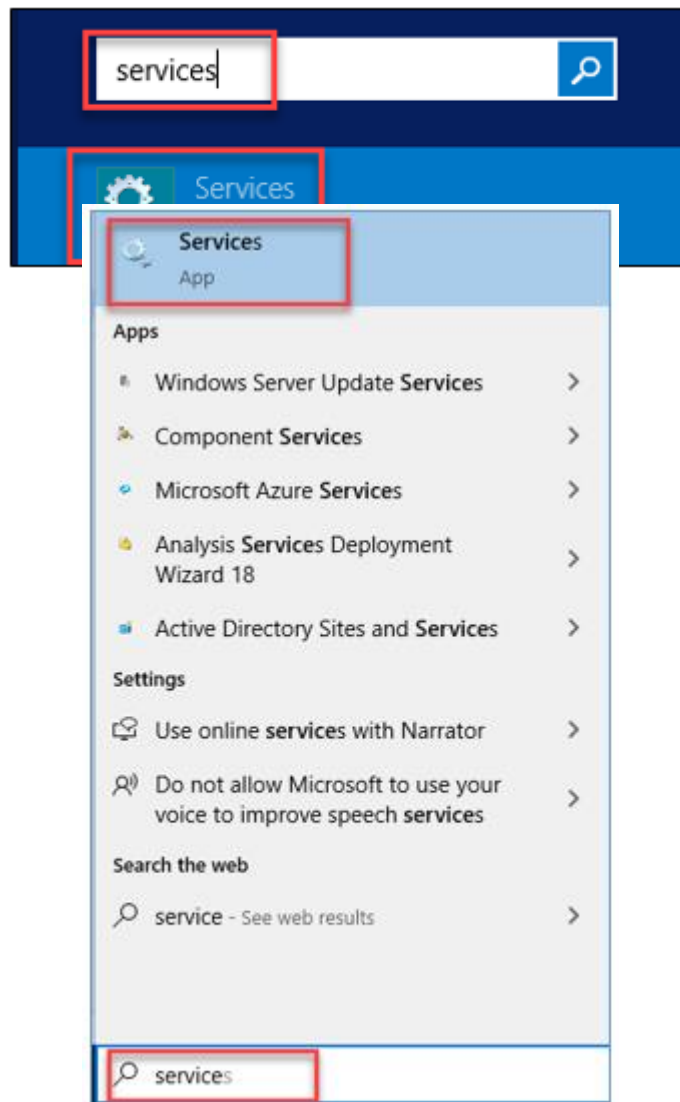 services
Services
Services
App
Apps
Windows Server Update Services
Component Services
Microsoft Azure Services
Analysis Services Deployment
Wizard 18
Active Directory Sites and Services
Settings
Use online services with Narrator
Do not allow Microsoft to use your
voice to improve speech services
Search the web
service - See web results
services